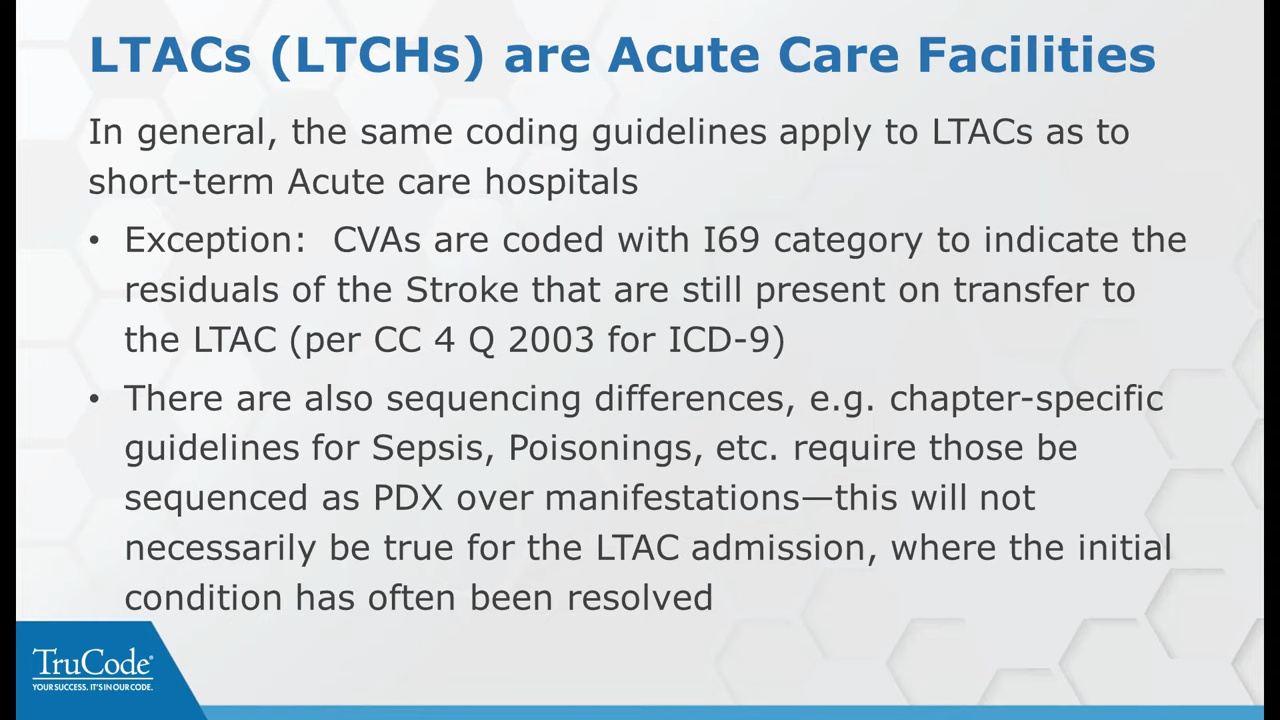 LTACs (LTCHs) are Acute Care Facilities
In general, the same coding guidelines apply to LTACs as to
short-term Acute care hospitals
• Exception:  CVAs are coded with I69 category to indicate the
residuals of the Stroke that are still present on transfer to
the LTAC (per CC 4 Q 2003 for ICD-9)
• There are also sequencing differences, e.g. chapter-specific
guidelines for Sepsis, Poisonings, etc. require those be
sequenced as PDX over manifestations—this will not
necessarily be true for the LTAC admission, where the initial
condition has often been resolved
TruCode®
YOUR SUCCESS. IT'S IN OUR CODE.